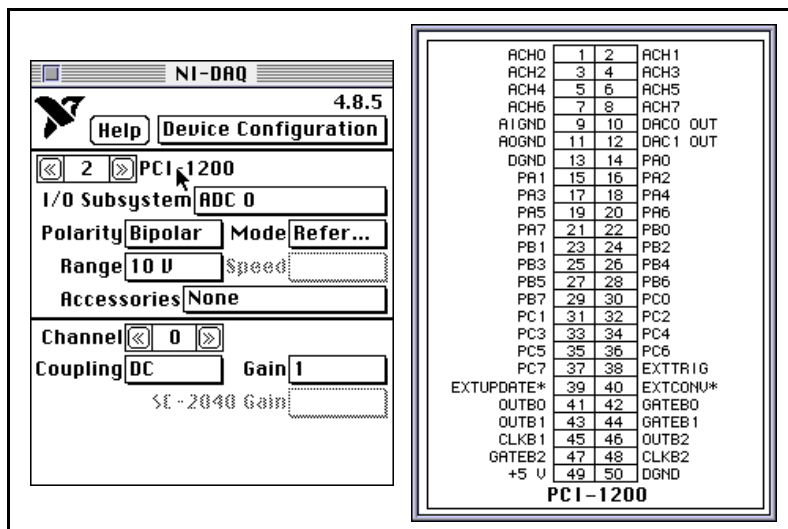 NI-DAQ
4.8.5
Help Device Configuration
2 PCI-1200
I/O Subsystem ADC 0
Polarity Bipolar Mode Refer...
Range 10 V Speed
Accessories None
Channel 0
Coupling DC Gain 1
SC-2040 Gain
ACH0 1 2 ACH1
ACH2 3 4 ACH3
ACH4 5 6 ACH5
ACH6 7 8 ACH7
AIGND 9 10 DAC0 OUT
AOGND 11 12 DAC1 OUT
DGND 13 14 PA0
PA1 15 16 PA2
PA3 17 18 PA4
PA5 19 20 PA6
PA7 21 22 PB0
PB1 23 24 PB2
PB3 25 26 PB4
PB5 27 28 PB6
PB7 29 30 PC0
PC1 31 32 PC2
PC3 33 34 PC4
PC5 35 36 PC6
PC7 37 38 EXTTRIG
EXTUPDATE* 39 40 EXTCONV*
OUTB0 41 42 GATEB0
OUTB1 43 44 GATEB1
CLKB1 45 46 OUTB2
GATEB2 47 48 CLKB2
+5 V 49 50 DGND
PCI-1200